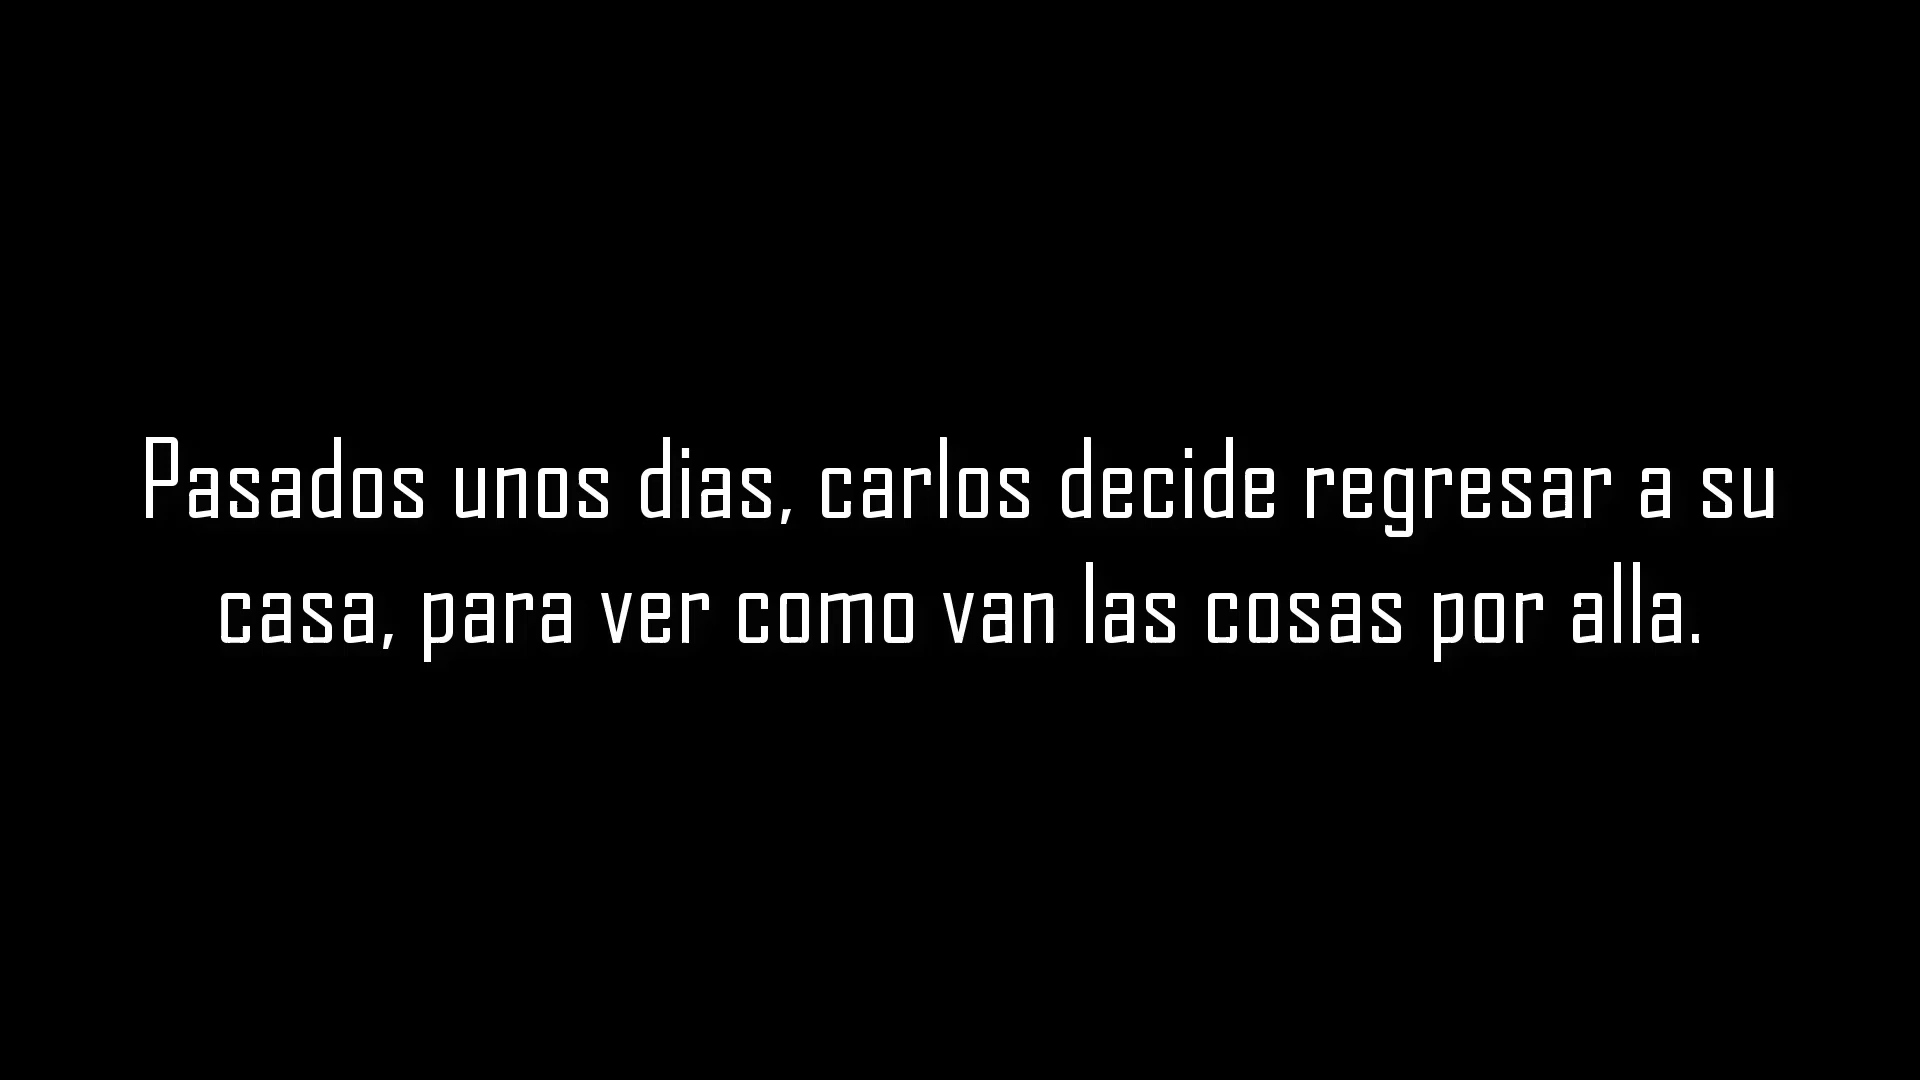 Pasados unos dias, carlos decide regresar a su
casa, para ver como van las cosas por alla.